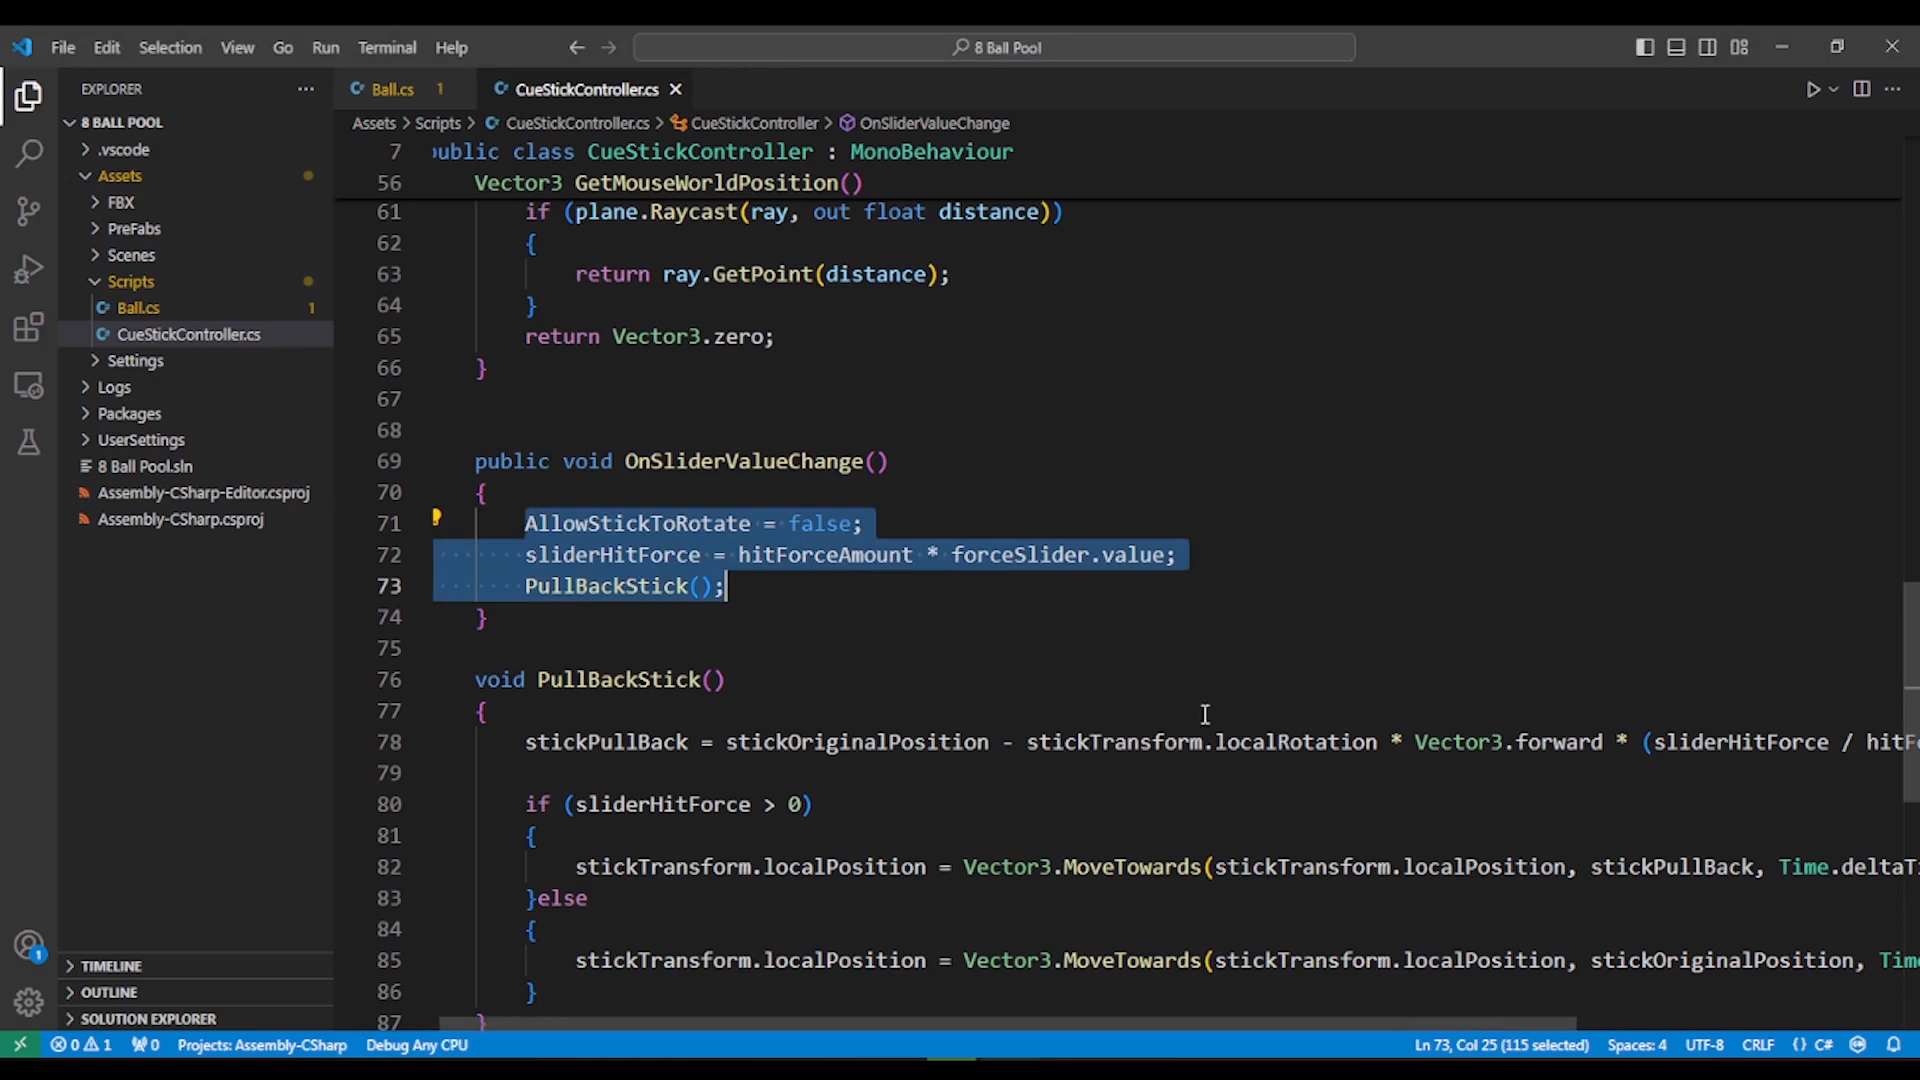 File Edit Selection View Go Run Terminal Help
8 Ball Pool
EXPLORER
8 BALL POOL
.vscode
Assets
FBX
PreFabs
Scenes
Scripts
Ball.cs 1
CueStickController.cs
Settings
Logs
Packages
UserSettings
8 Ball Pool.sln
Assembly-CSharp-Editor.csproj
Assembly-CSharp.csproj
TIMELINE
OUTLINE
SOLUTION EXPLORER
Ball.cs 1 CueStickController.cs
Assets > Scripts > CueStickController.cs > CueStickController > OnSliderValueChange
7 public class CueStickController : MonoBehaviour
56 Vector3 GetMouseWorldPosition()
61 if (plane.Raycast(ray, out float distance))
62 {
63 return ray.GetPoint(distance);
64 }
65 return Vector3.zero;
66 }
67
68
69 public void OnSliderValueChange()
70 {
71 AllowStickToRotate = false;
72 sliderHitForce = hitForceAmount * forceSlider.value;
73 PullBackStick();
74 }
75
76 void PullBackStick()
77 {
78 stickPullBack = stickOriginalPosition - stickTransform.localRotation * Vector3.forward * (sliderHitForce / hitF
79
80 if (sliderHitForce > 0)
81 {
82 stickTransform.localPosition = Vector3.MoveTowards(stickTransform.localPosition, stickPullBack, Time.deltaTi
83 }else
84 {
85 stickTransform.localPosition = Vector3.MoveTowards(stickTransform.localPosition, stickOriginalPosition, Tim
86 }
87 }
1
0 1 0 Projects: Assembly-CSharp Debug Any CPU Ln 73, Col 25 (115 selected) Spaces: 4 UTF-8 CRLF {} C#